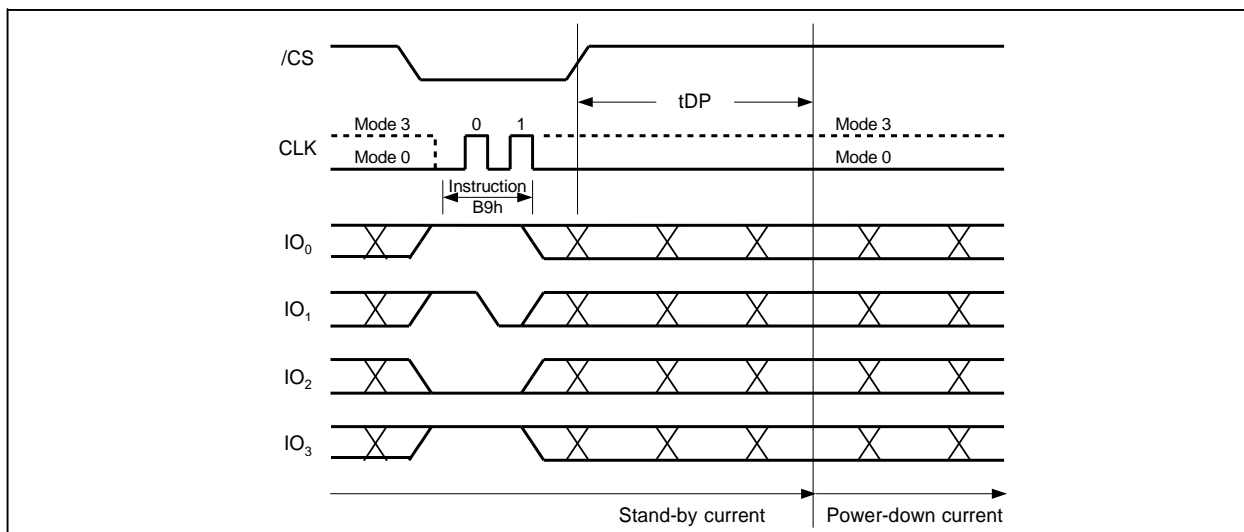 /CS
tDP
Mode 3 0 1 Mode 3
CLK
Mode 0 Mode 0
Instruction
B9h
IO₀
IO₁
IO₂
IO₃
Stand-by current Power-down current